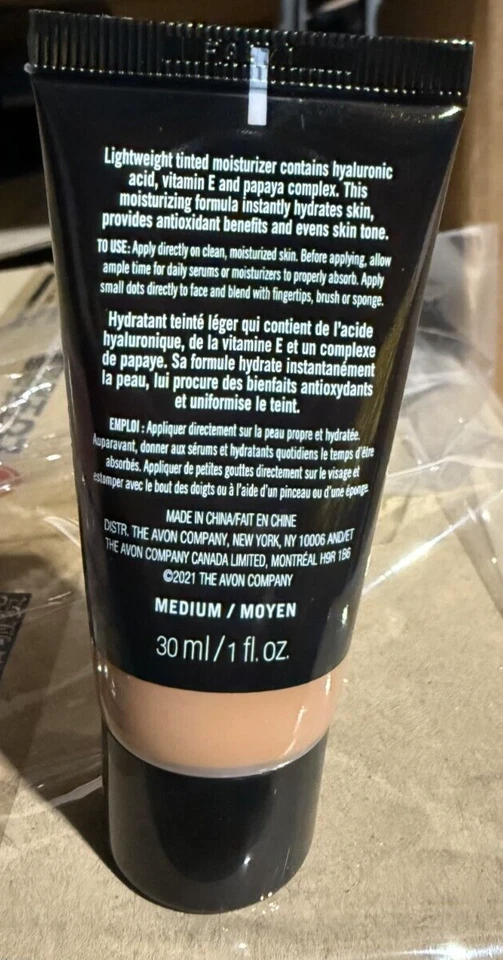 Lightweight tinted moisturizer contains hyaluronic
acid, vitamin E and papaya complex. This
moisturizing formula instantly hydrates skin,
provides antioxidant benefits and evens skin tone.
TO USE: Apply directly on clean, moisturized skin. Before applying, allow
ample time for daily serums or moisturizers to properly absorb. Apply
small dots directly to face and blend with fingertips, brush or sponge.
Hydratant teinté léger qui contient de l'acide
hyaluronique, de la vitamine E et un complexe
de papaye. Sa formule hydrate instantanément
la peau, lui procure des bienfaits antioxydants
et uniformise le teint.
EMPLOI : Appliquer directement sur la peau propre et hydratée.
Auparavant, donner aux sérums et hydratants quotidiens le temps d'être
absorbés. Appliquer de petites gouttes directement sur le visage et
estomper avec le bout des doigts ou à l'aide d'un pinceau ou d'une éponge.
MADE IN CHINA/FAIT EN CHINE
DISTR. THE AVON COMPANY, NEW YORK, NY 10006 AND/ET
THE AVON COMPANY CANADA LIMITED, MONTRÉAL H9R 1B6
©2021 THE AVON COMPANY
MEDIUM / MOYEN
30 ml / 1 fl. oz.